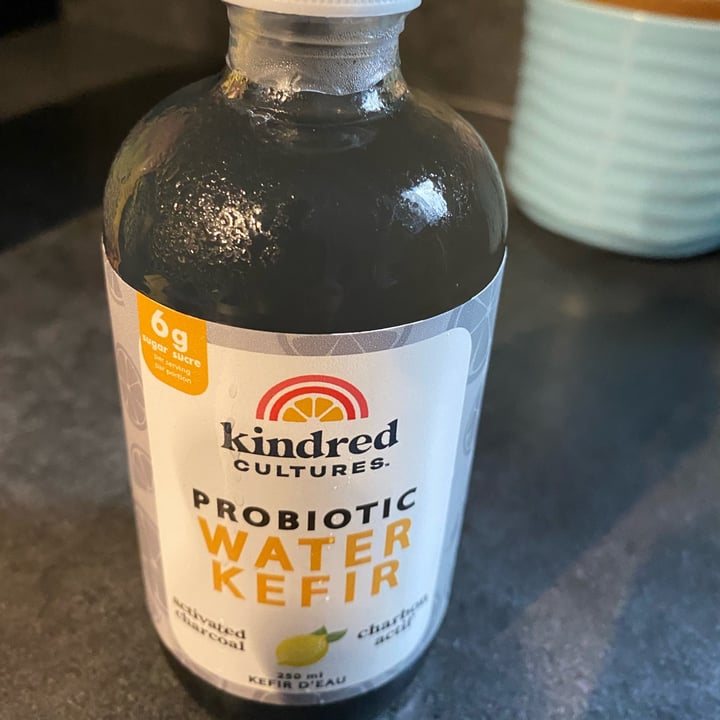 6g
sugar sucre
per serving
par portion
kindred
CULTURES™
PROBIOTIC
WATER
KEFIR
activated
charcoal
charbon
actif
250 ml
KEFIR D'EAU